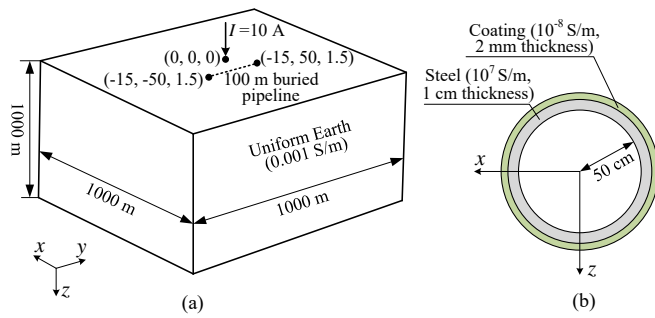 I =10 A
(0, 0, 0)
(-15, 50, 1.5)
(-15, -50, 1.5)
100 m buried
pipeline
1000 m
Uniform Earth
(0.001 S/m)
1000 m
1000 m
x
y
z
(a)
Coating (10⁻⁸ S/m,
2 mm thickness)
Steel (10⁷ S/m,
1 cm thickness)
50 cm
x
z
(b)